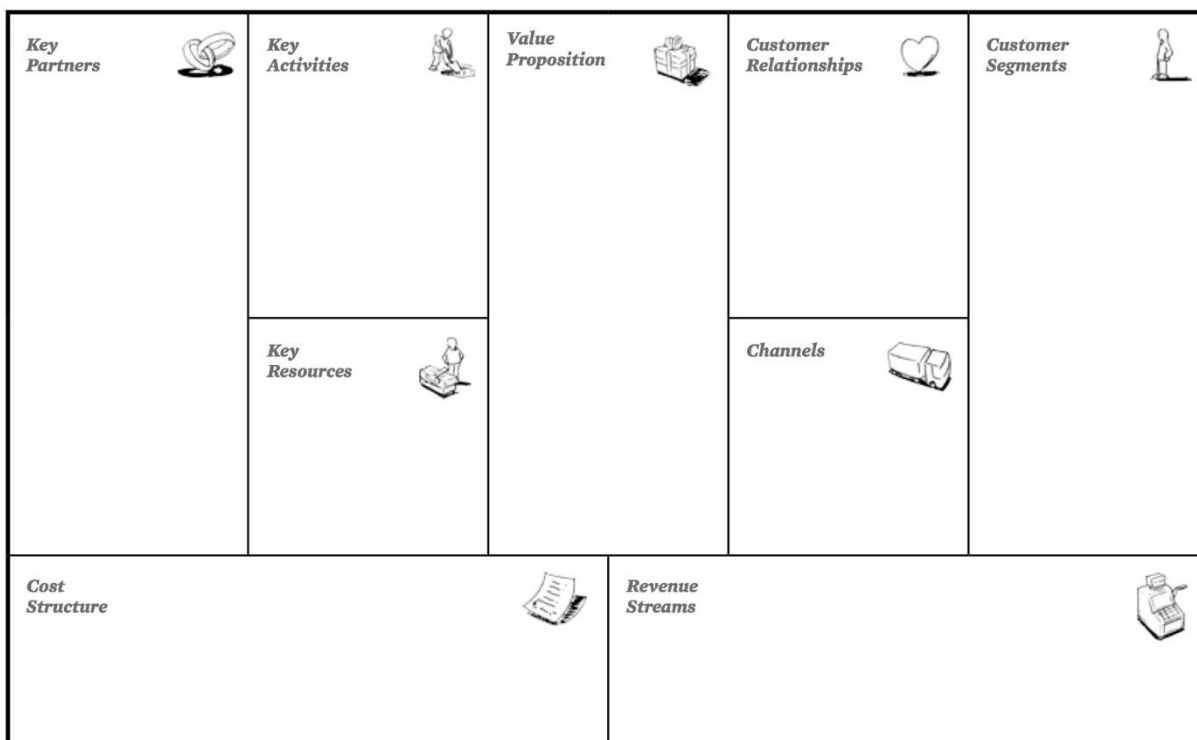 Key
Partners
Key
Activities
Value
Proposition
Customer
Relationships
Customer
Segments
Key
Resources
Channels
Cost
Structure
Revenue
Streams